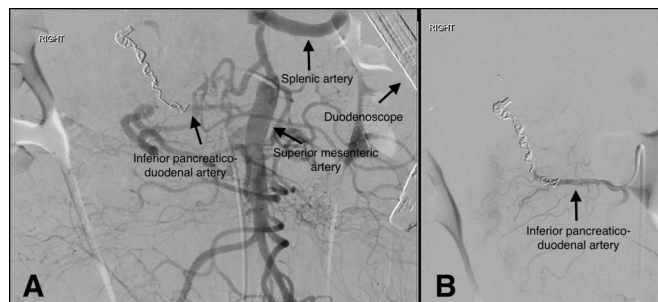 RIGHT
Splenic artery
Duodenoscope
Inferior pancreatico-
duodenal artery
Superior mesenteric
artery
A
RIGHT
Inferior pancreatico-
duodenal artery
B